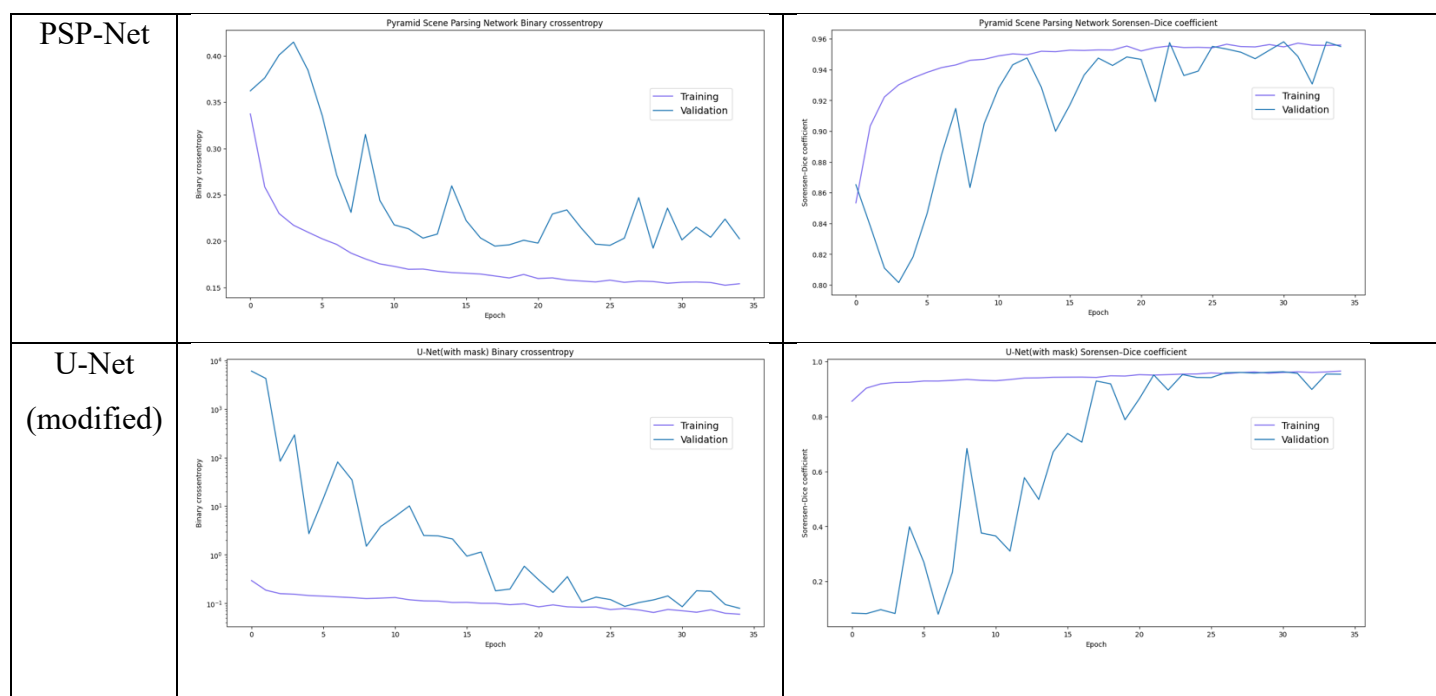 PSP-Net
Pyramid Scene Parsing Network Binary crossentropy
0.40
0.35
0.30
0.25
0.20
0.15
Binary crossentropy
Training
Validation
0 5 10 15 20 25 30 35
Epoch
Pyramid Scene Parsing Network Sorensen–Dice coefficient
0.96
0.94
0.92
0.90
0.88
0.86
0.84
0.82
0.80
Sorensen–Dice coefficient
Training
Validation
0 5 10 15 20 25 30 35
Epoch
U-Net
(modified)
U-Net(with mask) Binary crossentropy
10⁴
10³
10²
10¹
10⁰
10⁻¹
Binary crossentropy
Training
Validation
0 5 10 15 20 25 30 35
Epoch
U-Net(with mask) Sorensen–Dice coefficient
1.0
0.8
0.6
0.4
0.2
Sorensen–Dice coefficient
Training
Validation
0 5 10 15 20 25 30 35
Epoch